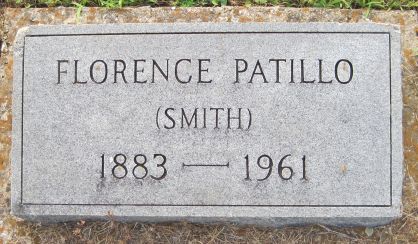 FLORENCE PATILLO
(SMITH)
1883 — 1961